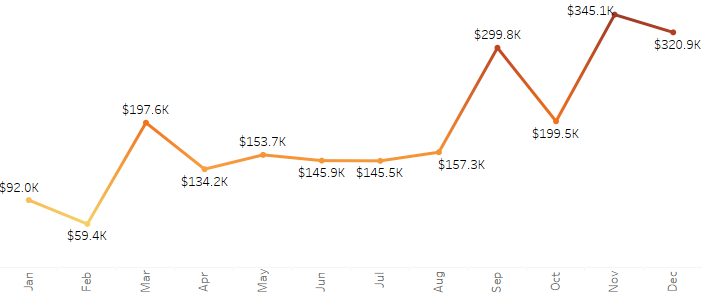 $345.1K
$299.8K
$320.9K
$197.6K
$199.5K
$153.7K
$157.3K
$134.2K
$145.9K
$145.5K
$92.0K
$59.4K
Jan
Feb
Mar
Apr
May
Jun
Jul
Aug
Sep
Oct
Nov
Dec